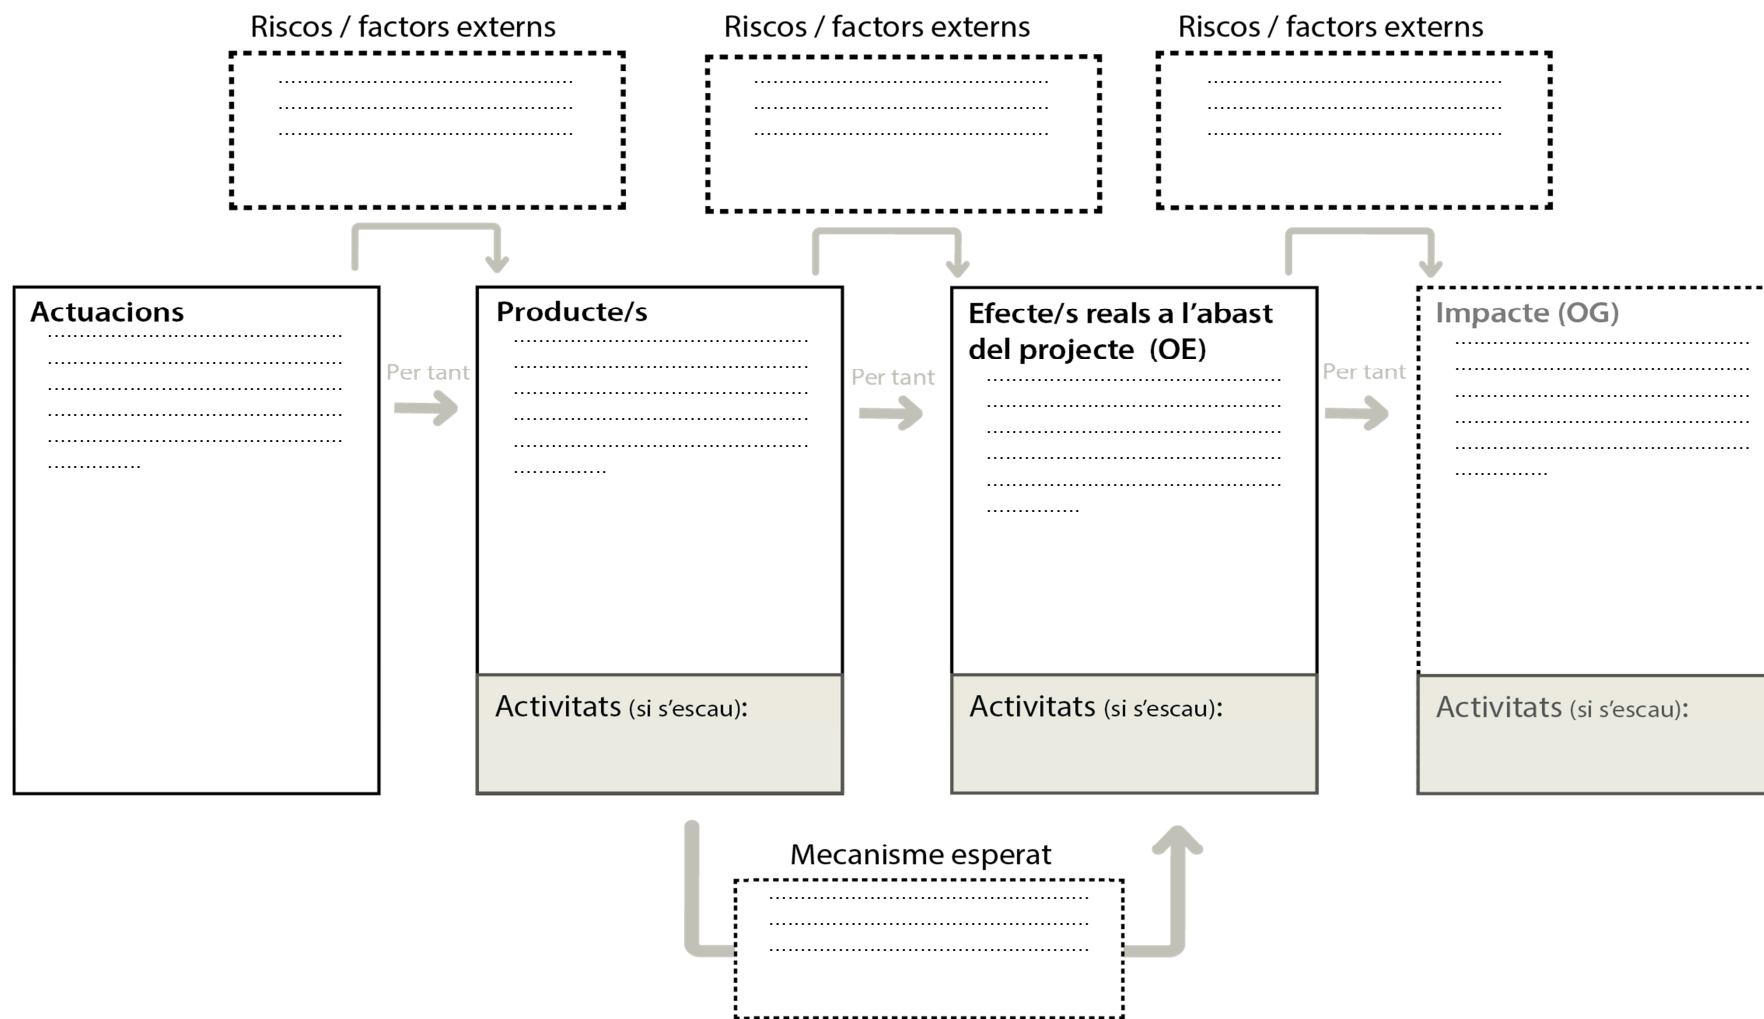 Riscos / factors externs
Riscos / factors externs
Riscos / factors externs
Actuacions
Per tant
Producte/s
Per tant
Efecte/s reals a l'abast
del projecte (OE)
Per tant
Impacte (OG)
Activitats (si s'escau):
Activitats (si s'escau):
Activitats (si s'escau):
Mecanisme esperat